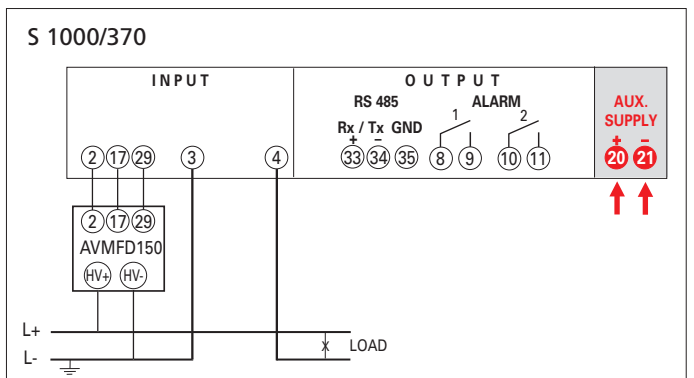 S 1000/370
INPUT
OUTPUT
RS 485
ALARM
AUX.
SUPPLY
1
2
Rx / Tx GND
+ −
+ −
2 17 29 3 4
33 34 35 8 9 10 11
20 21
2 17 29
AVMFD150
HV+ HV-
L+
L-
x LOAD